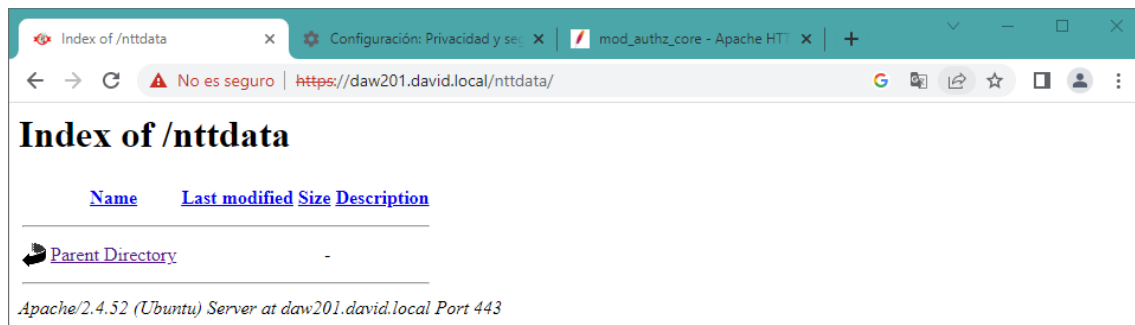 Index of /nttdata
Configuración: Privacidad y seg
mod_authz_core - Apache HTT
No es seguro
https://daw201.david.local/nttdata/
Index of /nttdata
Name Last modified Size Description
Parent Directory -
Apache/2.4.52 (Ubuntu) Server at daw201.david.local Port 443